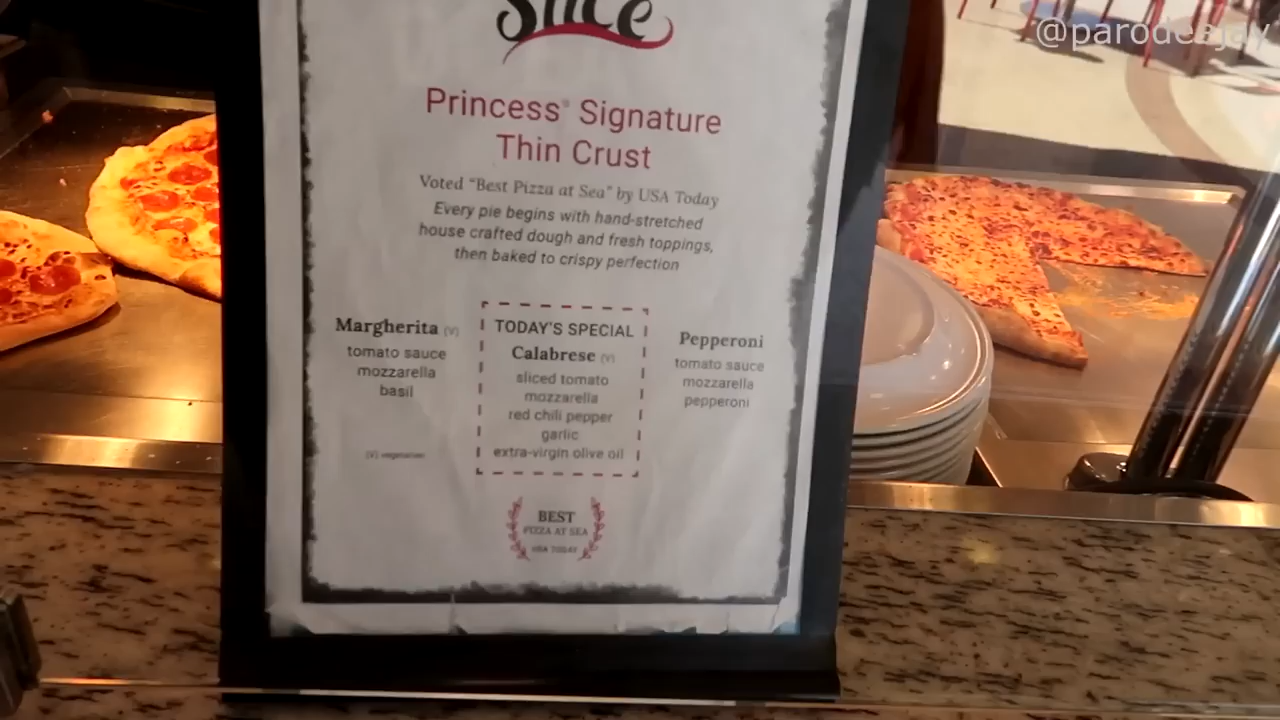 Slice
@parodeejay
Princess® Signature
Thin Crust
Voted "Best Pizza at Sea" by USA Today
Every pie begins with hand-stretched
house crafted dough and fresh toppings,
then baked to crispy perfection
Margherita (V)
tomato sauce
mozzarella
basil
(V) vegetarian
TODAY'S SPECIAL
Calabrese (V)
sliced tomato
mozzarella
red chili pepper
garlic
extra-virgin olive oil
Pepperoni
tomato sauce
mozzarella
pepperoni
BEST
PIZZA AT SEA
USA TODAY